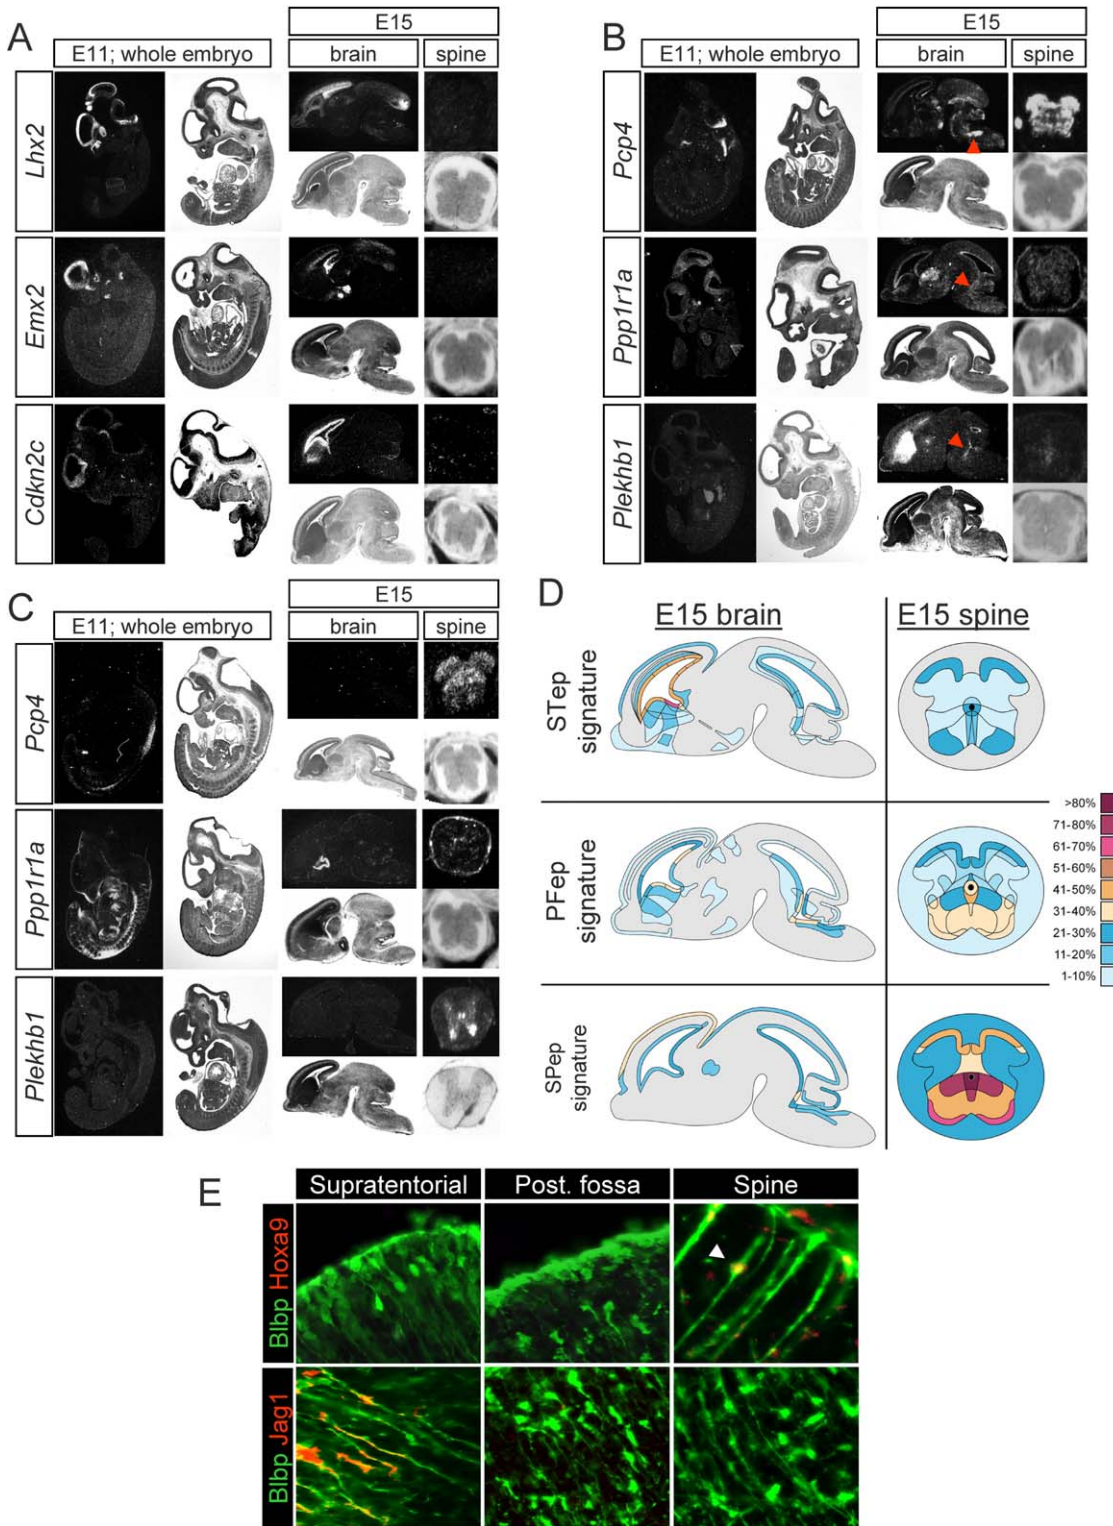 A
E15
E11; whole embryo
brain
spine
Lhx2
Emx2
Cdkn2c
B
E15
E11; whole embryo
brain
spine
Pcp4
Ppp1r1a
Plekhb1
C
E15
E11; whole embryo
brain
spine
Pcp4
Ppp1r1a
Plekhb1
D
E15 brain
E15 spine
STep
signature
PFep
signature
SPep
signature
>80%
71-80%
61-70%
51-60%
41-50%
31-40%
21-30%
11-20%
1-10%
E
Supratentorial
Post. fossa
Spine
Blbp Hoxa9
Blbp Jag1